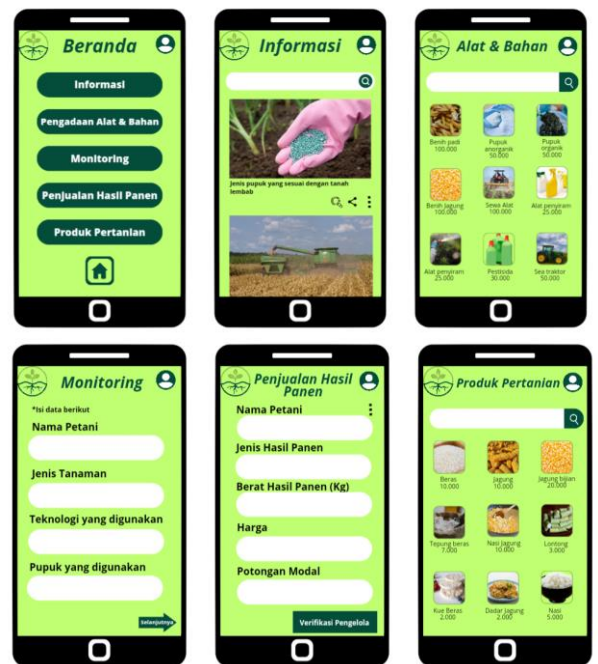 Beranda
Informasi
Pengadaan Alat & Bahan
Monitoring
Penjualan Hasil Panen
Produk Pertanian
Informasi
Jenis pupuk yang sesuai dengan tanah
lembab
Alat & Bahan
Benih padi
100.000
Pupuk
anorganik
50.000
Pupuk
organik
50.000
Benih Jagung
100.000
Sewa Alat
100.000
Alat penyiram
25.000
Alat penyiram
25.000
Pestisida
30.000
Sea traktor
50.000
Monitoring
*Isi data berikut
Nama Petani
Jenis Tanaman
Teknologi yang digunakan
Pupuk yang digunakan
Selanjutnya
Penjualan Hasil
Panen
Nama Petani
Jenis Hasil Panen
Berat Hasil Panen (Kg)
Harga
Potongan Modal
Verifikasi Pengelola
Produk Pertanian
Beras
10.000
Jagung
10.000
Jagung bijian
20.000
Tepung beras
7.000
Nasi Jagung
10.000
Lontong
3.000
Kue Beras
2.000
Dadar Jagung
2.000
Nasi
5.000